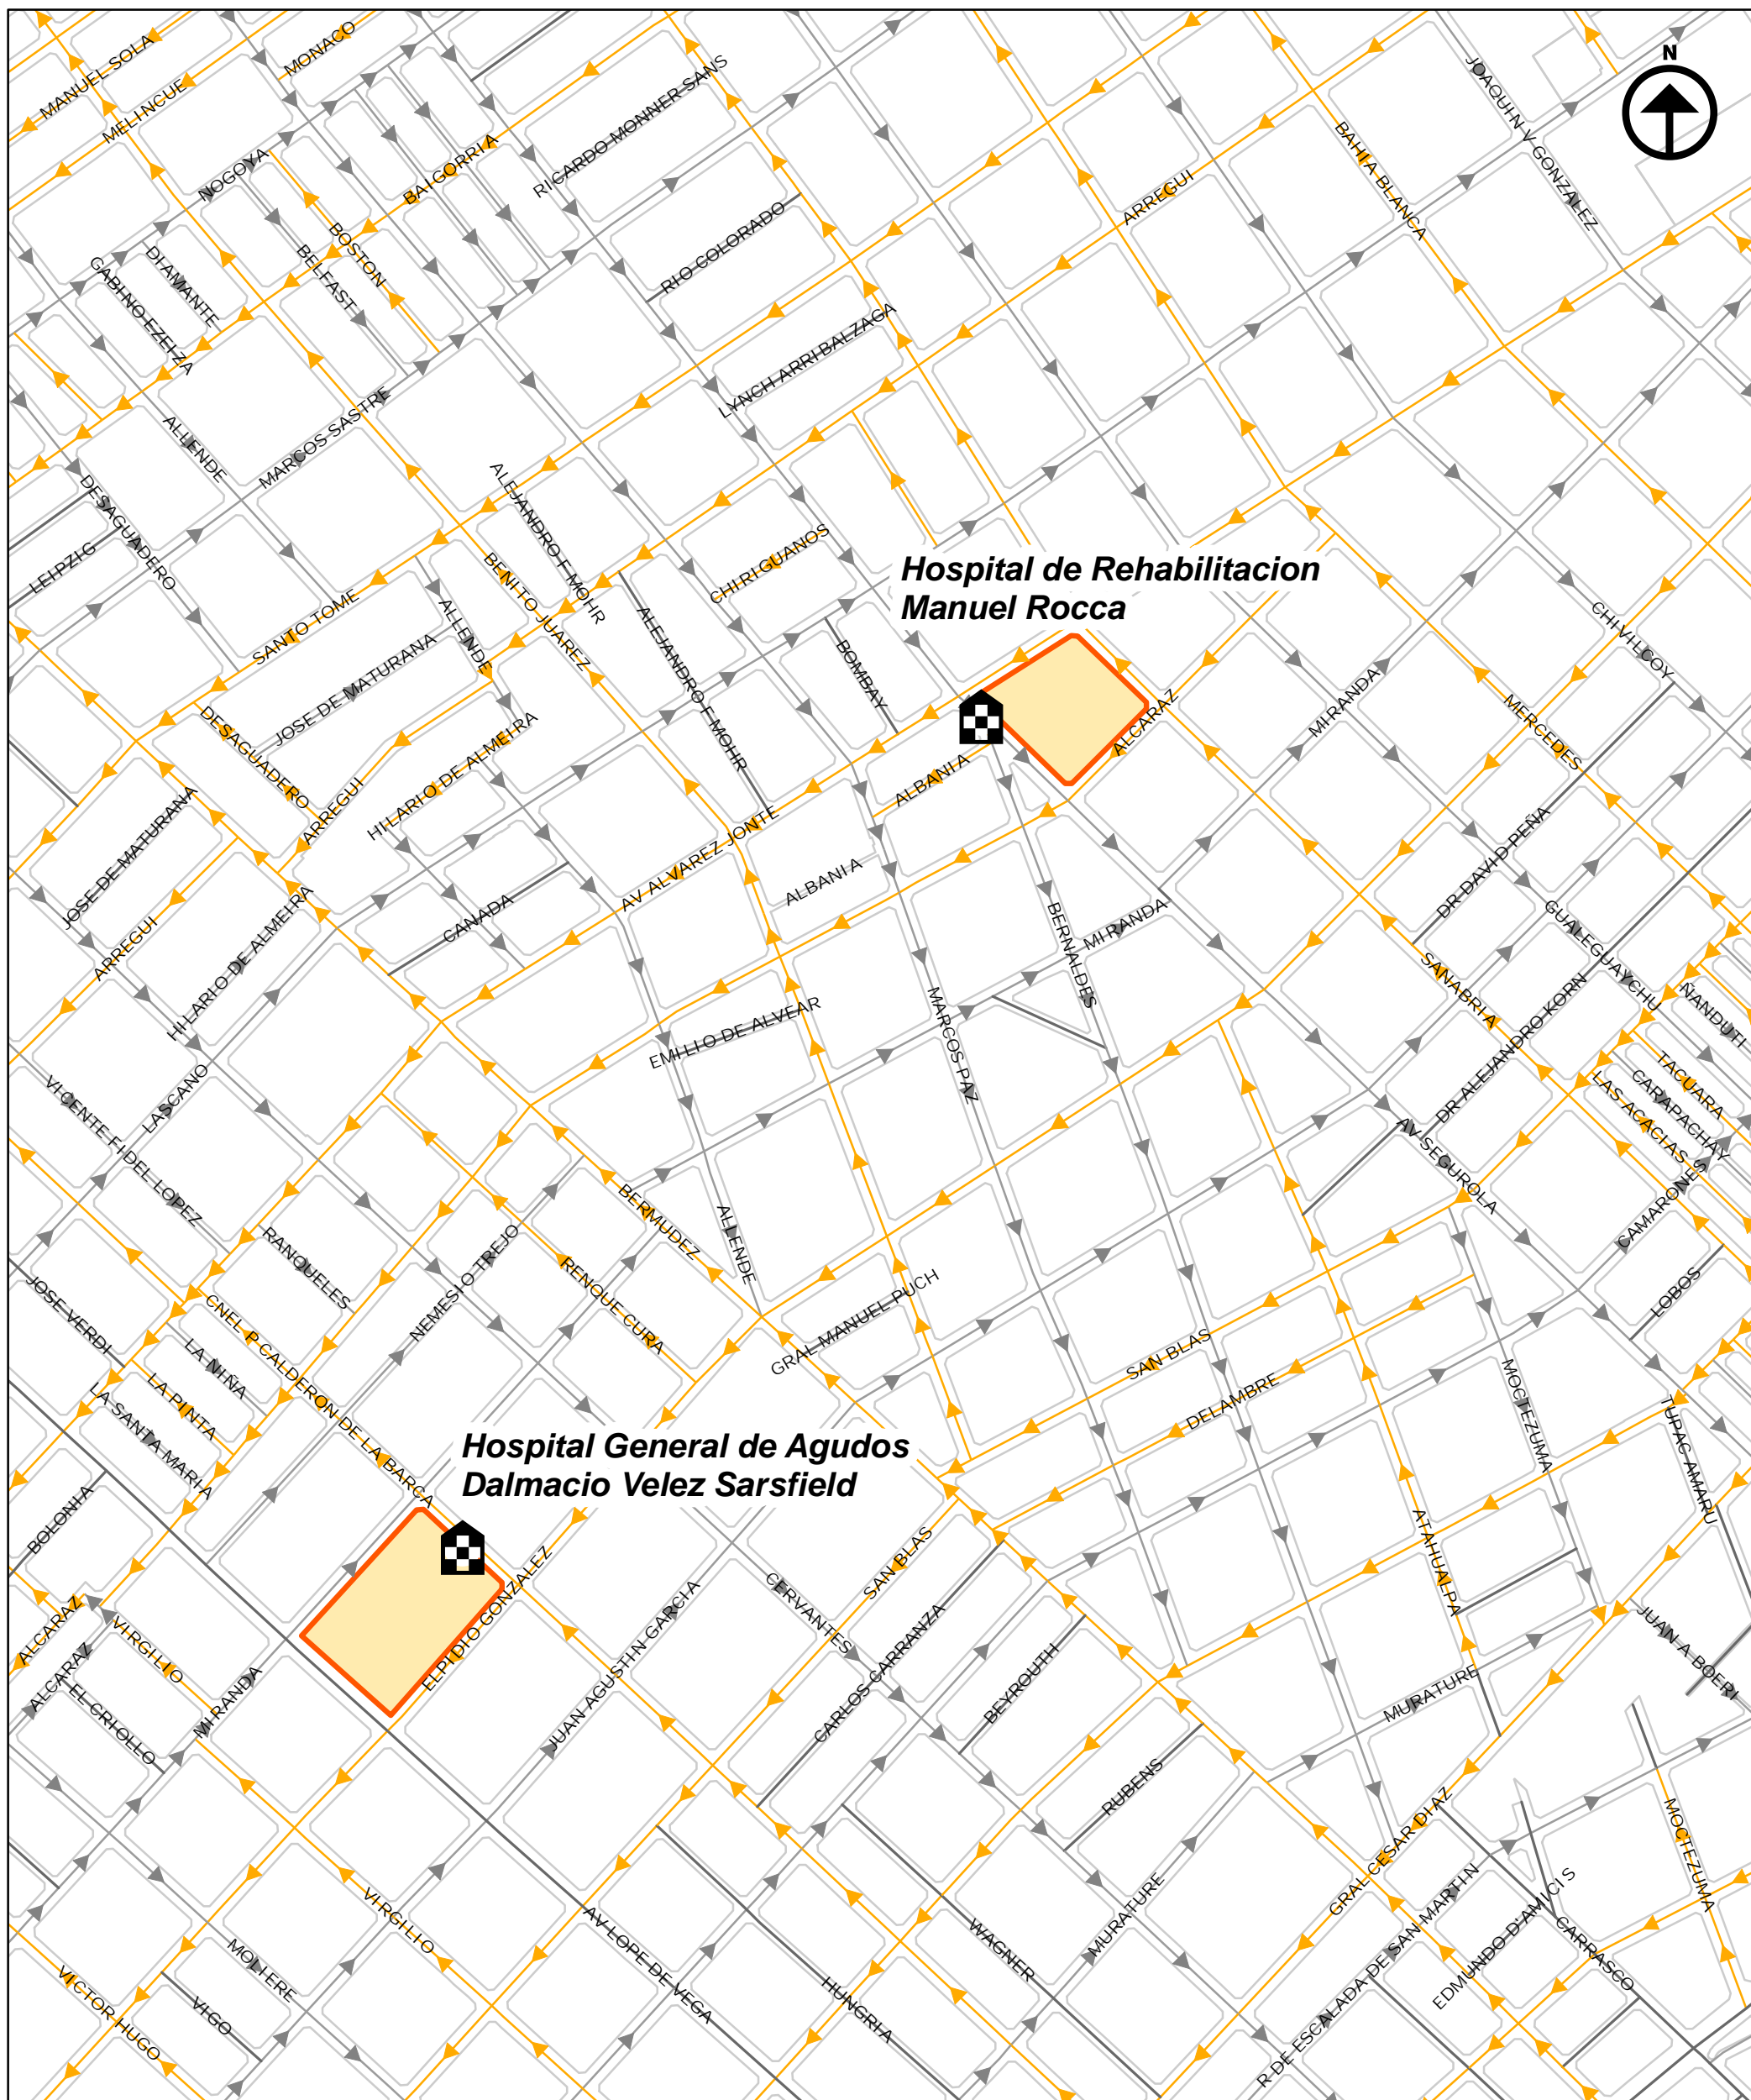 MANUEL SOLA
MONACO
N
MELINCUE
RICARDO MONNER SANS
JOAQUIN V GONZALEZ
BAHIA BLANCA
NOGOYA
BAIGORRIA
ARREGUI
DIAMANTE
BOSTON
BELFAST
RIO COLORADO
GABINO EZEIZA
LYNCH ARRIBALZAGA
ALLENDE
MARCOS SASTRE
DESAGUADERO
ALEJANDRO F MOHR
LEIPZIG
CHIRIGUANOS
Hospital de Rehabilitacion
Manuel Rocca
BENITO JUAREZ
SANTO TOME
ALLENDE
JOSE DE MATURANA
ALEJANDRO F MOHR
BOMBAY
CHIVILCOY
DESAGUADERO
HILARIO DE ALMEIRA
ALCARAZ
MIRANDA
MERCEDES
ALBANIA
ARREGUI
JOSE DE MATURANA
AV ALVAREZ JONTE
ALBANIA
DR DAVID PEÑA
CANADA
HILARIO DE ALMEIRA
ARREGUI
BERNALDES
MIRANDA
GUALEGUAYCHU
SANABRIA
ÑANDUTI
DR ALEJANDRO KORN
EMILIO DE ALVEAR
MARCOS PAZ
LASCANO
VICENTE FIDEL LOPEZ
TACUARA
CARAPACHAY
LAS ACACIAS S
AV SEGUROLA
CAMARONES
BERMUDEZ
ALLENDE
RANQUELES
NEMESIO TREJO
RENQUE CURA
GRAL MANUEL PUCH
LOBOS
JOSE VERDI
CNEL P CALDERON DE LA BARCA
LA NIÑA
LA PINTA
LA SANTA MARIA
SAN BLAS
DELAMBRE
MOCTEZUMA
TUPAC AMARU
Hospital General de Agudos
Dalmacio Velez Sarsfield
BOLONIA
ATAHUALPA
SAN BLAS
ELPIDIO GONZALEZ
JUAN AGUSTIN GARCIA
CERVANTES
CARLOS CARRANZA
BEYROUTH
JUAN A BOERI
ALCARAZ
VIRGILIO
ALCARAZ
EL CRIOLLO
MIRANDA
MURATURE
RUBENS
GRAL CESAR DIAZ
MOCTEZUMA
VIRGILIO
AV LOPE DE VEGA
WAGNER
MURATURE
R DE ESCALADA DE SAN MARTIN
EDMUNDO D'AMICIS
CARRASCO
MOLIERE
VICTOR HUGO
VIGO
HUNGRIA